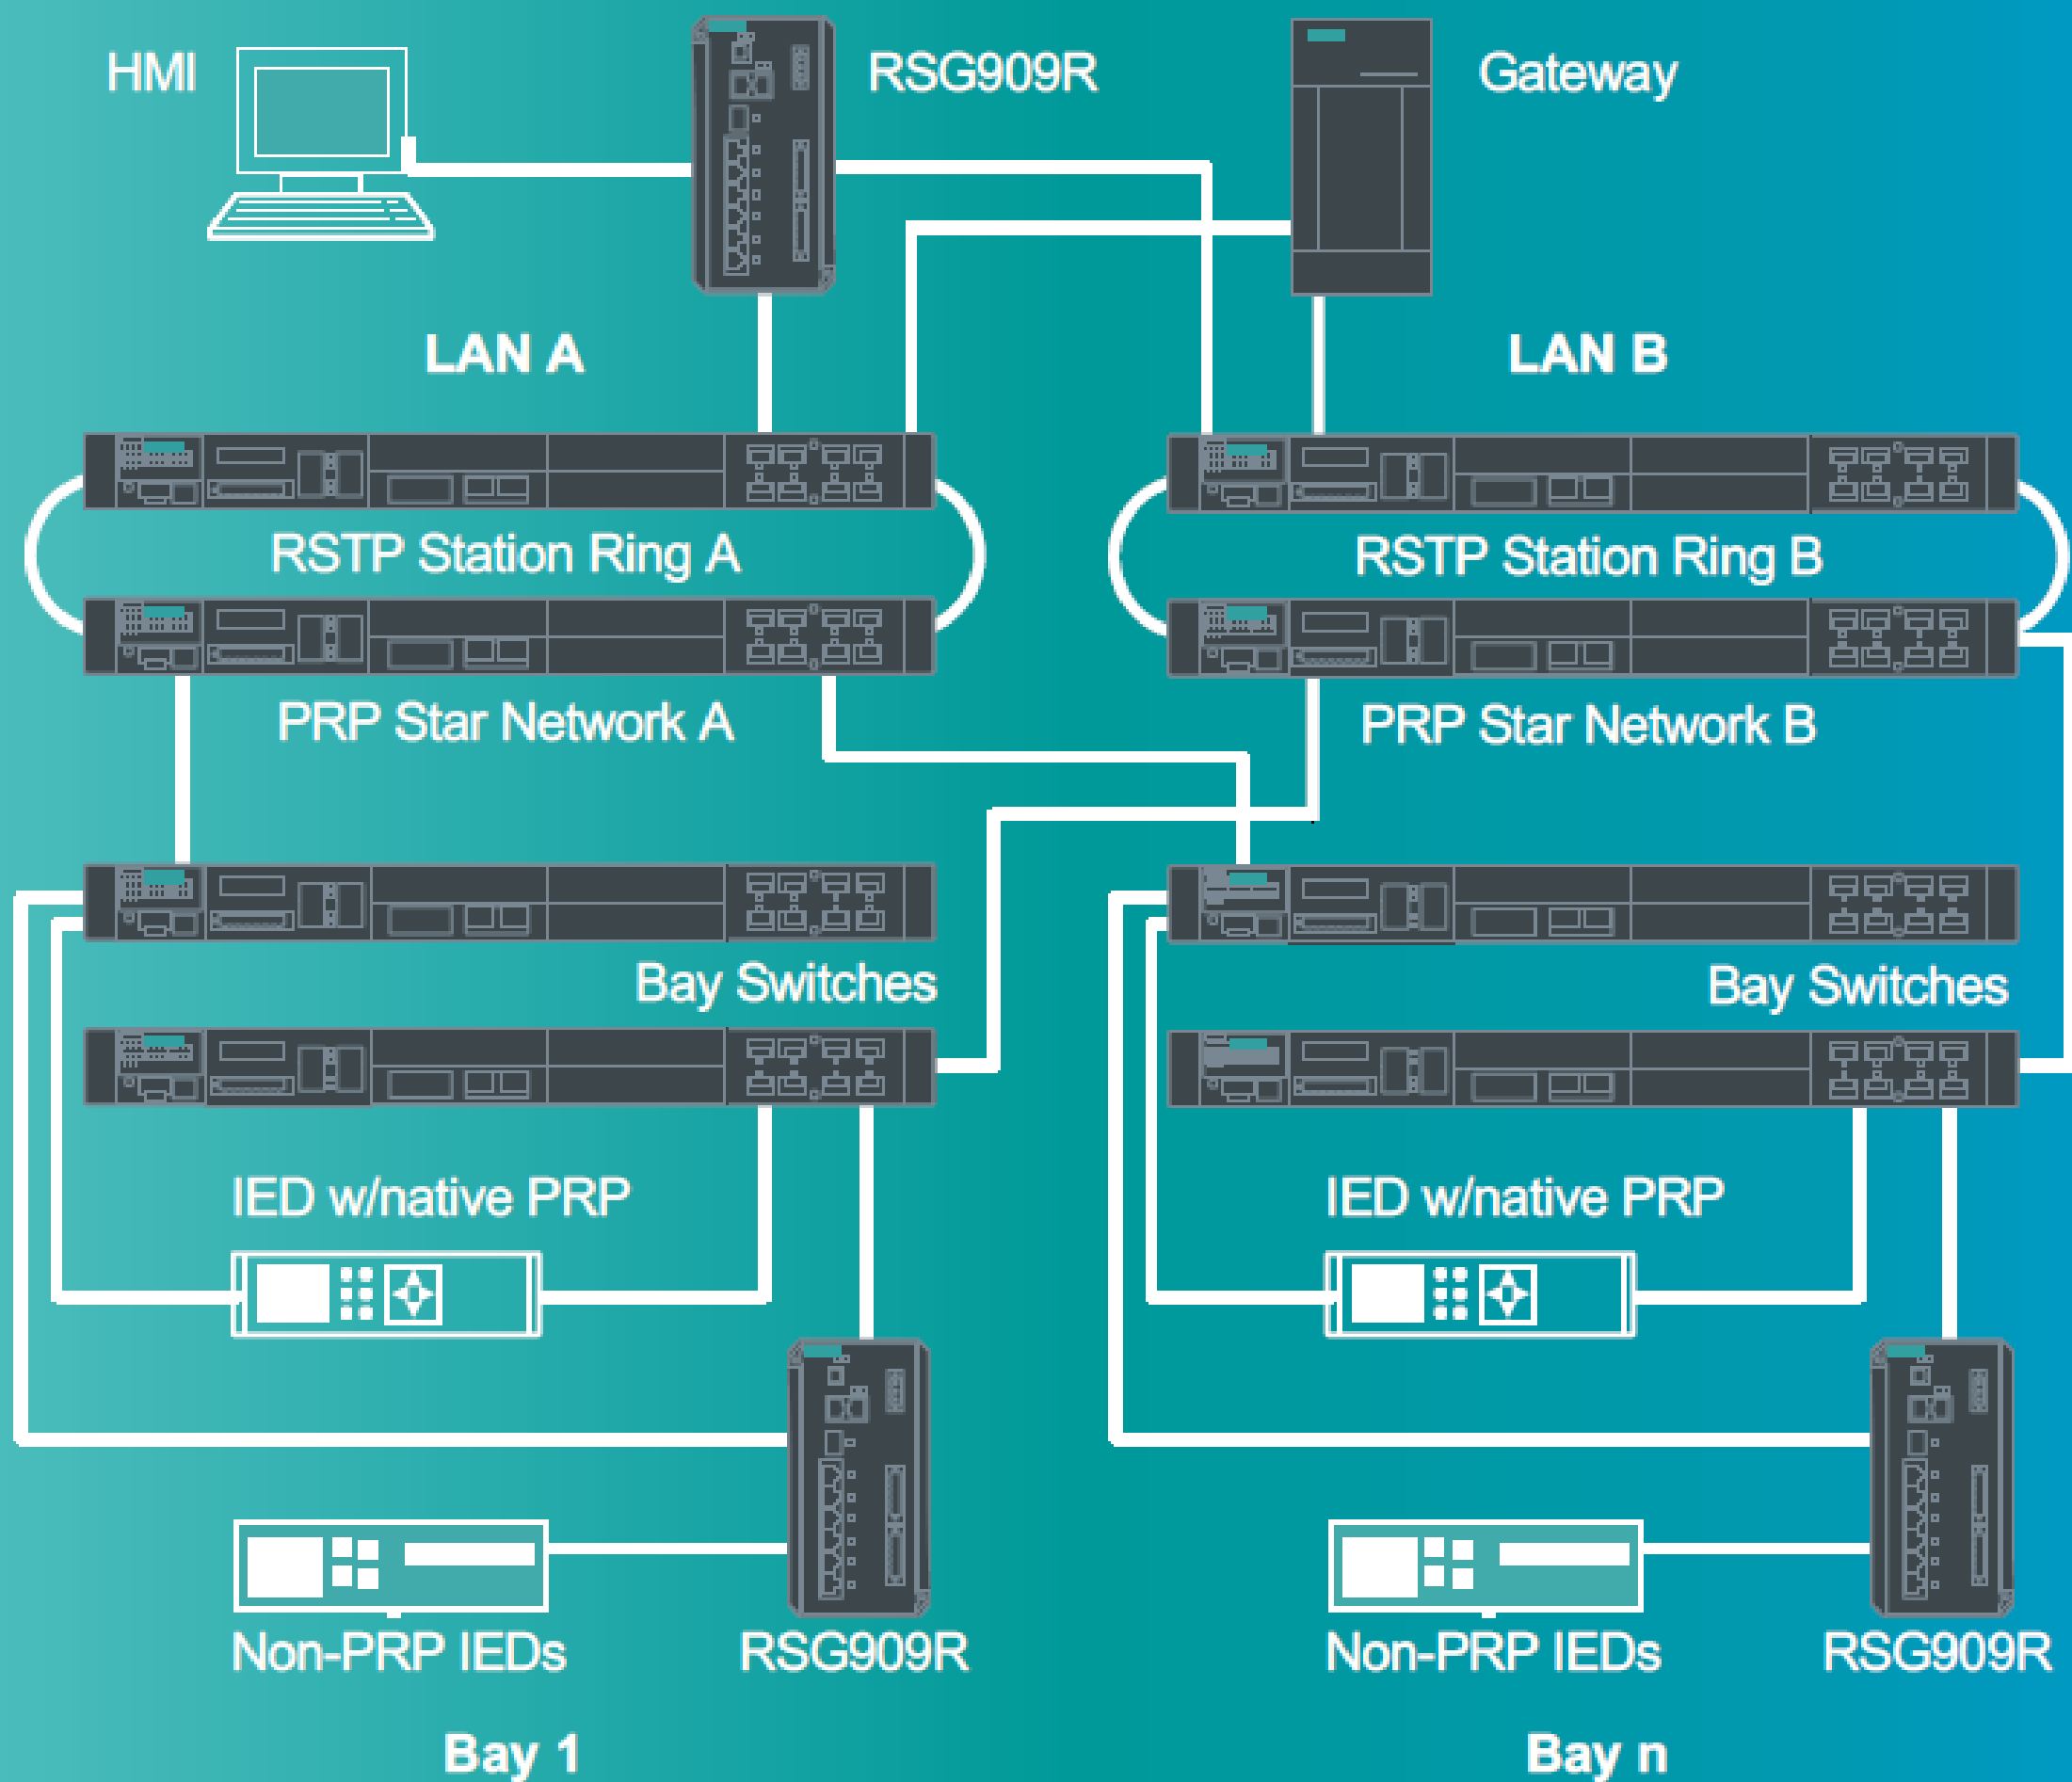 HMI
RSG909R
Gateway
LAN A
LAN B
RSTP Station Ring A
RSTP Station Ring B
PRP Star Network A
PRP Star Network B
Bay Switches
Bay Switches
IED w/native PRP
IED w/native PRP
Non-PRP IEDs
RSG909R
Non-PRP IEDs
RSG909R
Bay 1
Bay n